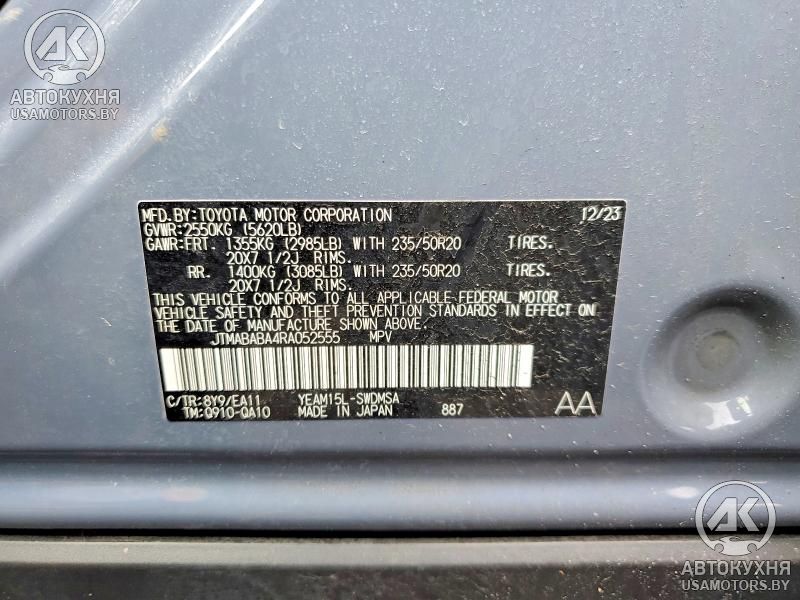 АК
АВТОКУХНЯ
USAMOTORS.BY
MFD.BY:TOYOTA MOTOR CORPORATION 12/23
GVWR:2550KG (5620LB)
GAWR:FRT. 1355KG (2985LB) WITH 235/50R20 TIRES.
20X7 1/2J RIMS.
RR. 1400KG (3085LB) WITH 235/50R20 TIRES.
20X7 1/2J RIMS.
THIS VEHICLE CONFORMS TO ALL APPLICABLE FEDERAL MOTOR
VEHICLE SAFETY AND THEFT PREVENTION STANDARDS IN EFFECT ON
THE DATE OF MANUFACTURE SHOWN ABOVE.
JTMABABA4RA052555 MPV
C/TR:8Y9/EA11 YEAM15L-SWDMSA
TM:Q910-QA10 MADE IN JAPAN 887 AA
АК
АВТОКУХНЯ
USAMOTORS.BY